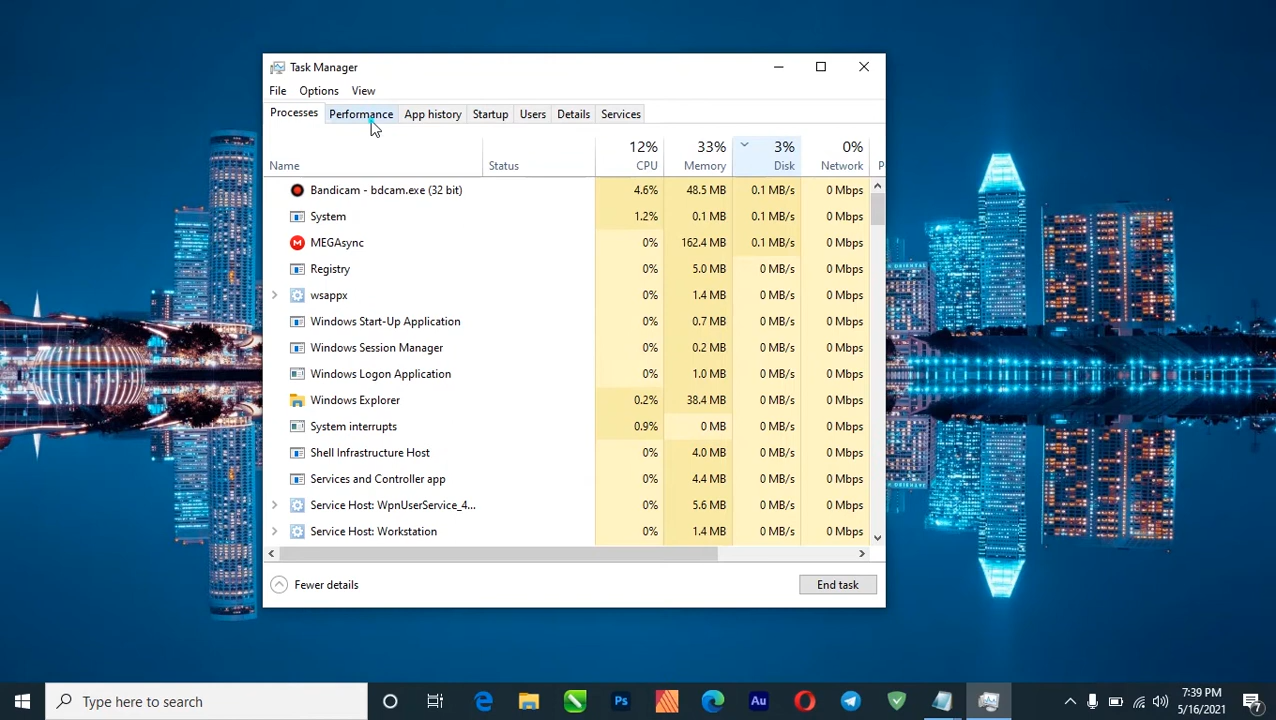 Task Manager
File Options View
Processes Performance App history Startup Users Details Services
12% 33% 3% 0%
Name Status CPU Memory Disk Network P
Bandicam - bdcam.exe (32 bit) 4.6% 48.5 MB 0.1 MB/s 0 Mbps
System 1.2% 0.1 MB 0.1 MB/s 0 Mbps
MEGAsync 0% 162.4 MB 0.1 MB/s 0 Mbps
Registry 0% 5.0 MB 0 MB/s 0 Mbps
wsappx 0% 1.4 MB 0 MB/s 0 Mbps
Windows Start-Up Application 0% 0.7 MB 0 MB/s 0 Mbps
Windows Session Manager 0% 0.2 MB 0 MB/s 0 Mbps
Windows Logon Application 0% 1.0 MB 0 MB/s 0 Mbps
Windows Explorer 0.2% 38.4 MB 0 MB/s 0 Mbps
System interrupts 0.9% 0 MB 0 MB/s 0 Mbps
Shell Infrastructure Host 0% 4.0 MB 0 MB/s 0 Mbps
Services and Controller app 0% 4.4 MB 0 MB/s 0 Mbps
Service Host: WpnUserService_4... 0% 5.6 MB 0 MB/s 0 Mbps
Service Host: Workstation 0% 1.4 MB 0 MB/s 0 Mbps
Fewer details End task
Type here to search
Ps Au
7:39 PM
5/16/2021
7